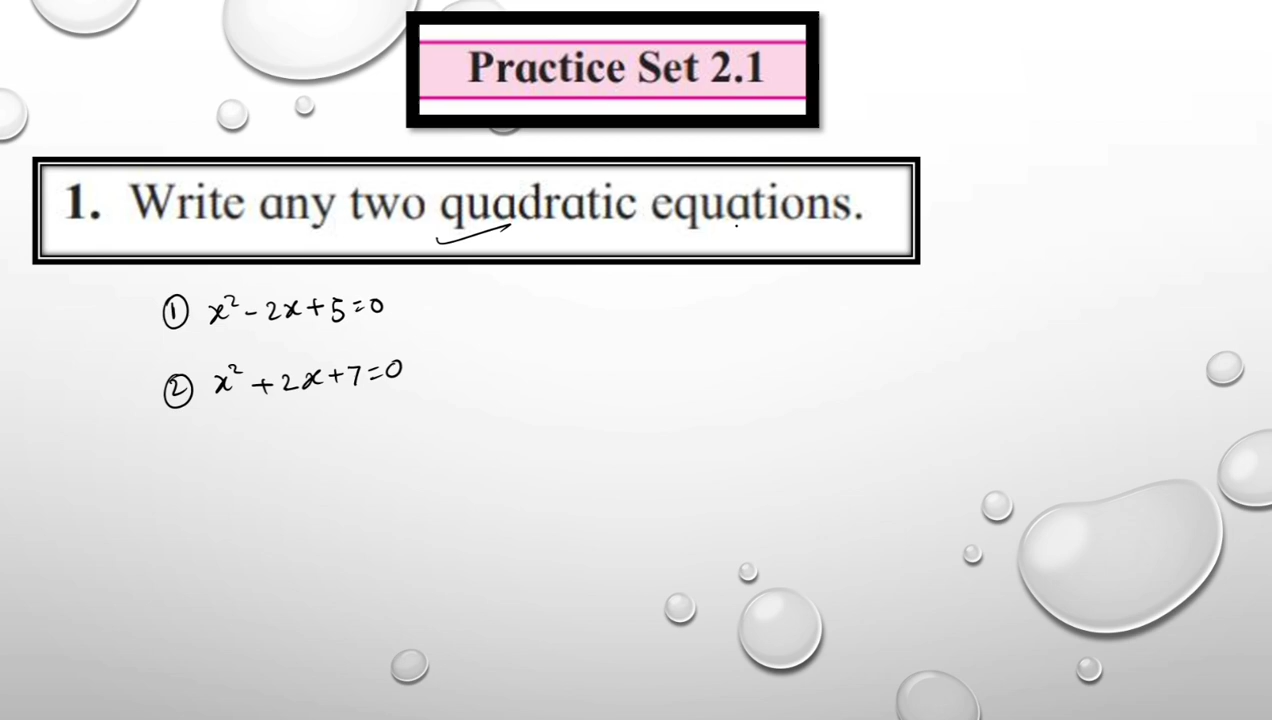 Practice Set 2.1
1. Write any two quadratic equations.
① x² - 2x + 5 = 0
② x² + 2x + 7 = 0